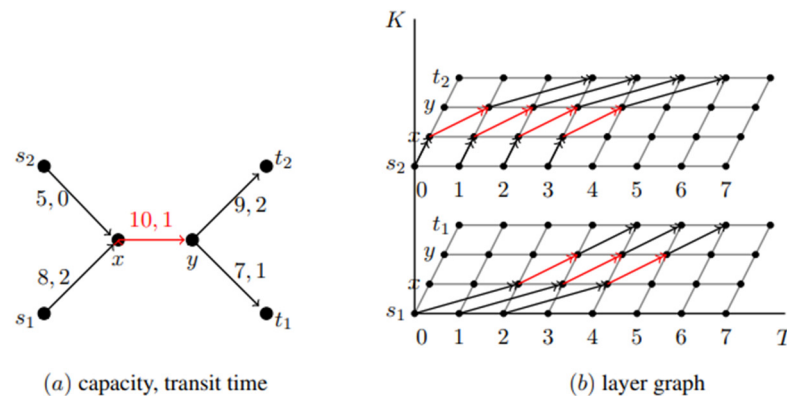 s₂
t₂
5, 0
9, 2
10, 1
x
y
8, 2
7, 1
s₁
t₁
(a) capacity, transit time
K
t₂
y
x
s₂
0 1 2 3 4 5 6 7
t₁
y
x
s₁
0 1 2 3 4 5 6 7
T
(b) layer graph